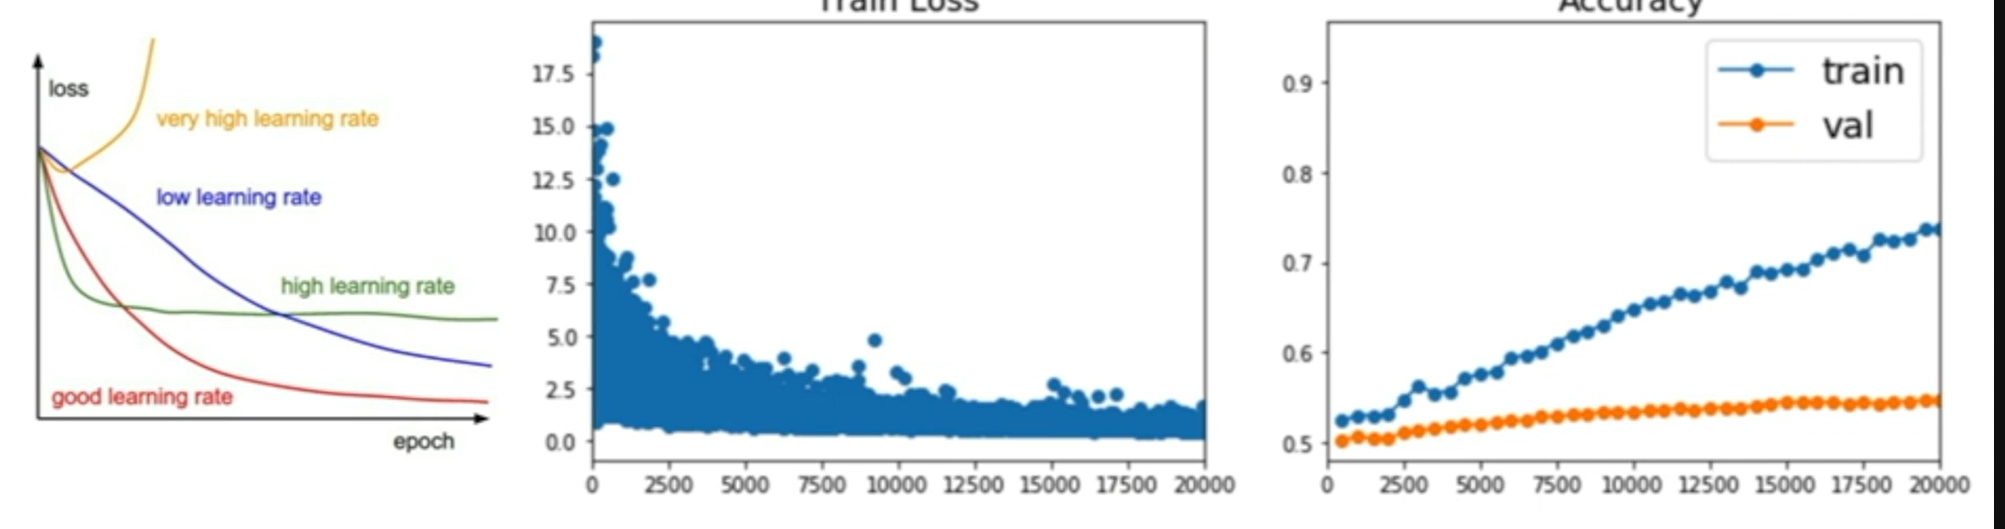 loss
very high learning rate
low learning rate
high learning rate
good learning rate
epoch
Train Loss
17.5
15.0
12.5
10.0
7.5
5.0
2.5
0.0
0 2500 5000 7500 10000 12500 15000 17500 20000
Accuracy
train
val
0.9
0.8
0.7
0.6
0.5
0 2500 5000 7500 10000 12500 15000 17500 20000